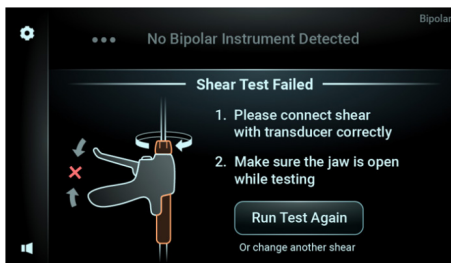 Bipolar
••• No Bipolar Instrument Detected
Shear Test Failed
1. Please connect shear
with transducer correctly
2. Make sure the jaw is open
while testing
Run Test Again
Or change another shear